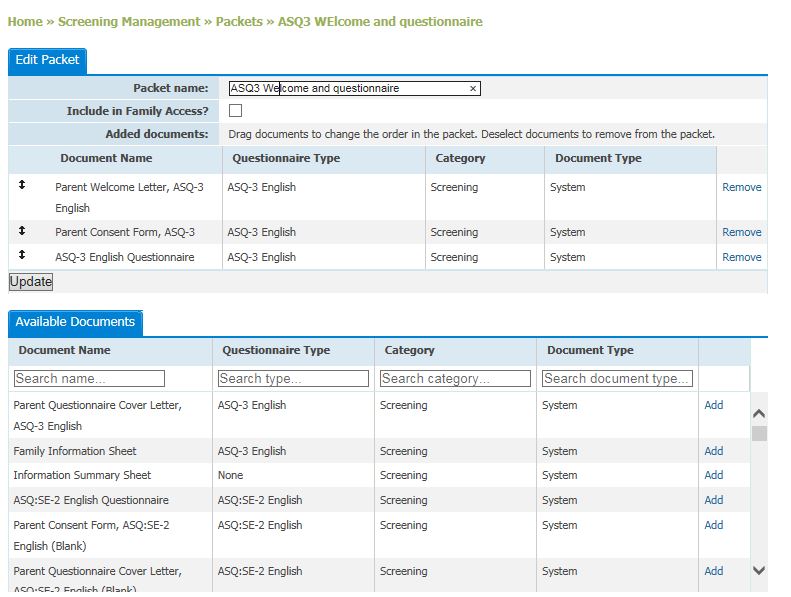 Home » Screening Management » Packets » ASQ3 WElcome and questionnaire
Edit Packet
Packet name: ASQ3 Welcome and questionnaire ×
Include in Family Access?
Added documents: Drag documents to change the order in the packet. Deselect documents to remove from the packet.
Document Name Questionnaire Type Category Document Type
Parent Welcome Letter, ASQ-3 ASQ-3 English Screening System Remove
English
Parent Consent Form, ASQ-3 ASQ-3 English Screening System Remove
ASQ-3 English Questionnaire ASQ-3 English Screening System Remove
Update
Available Documents
Document Name Questionnaire Type Category Document Type
Search name... Search type... Search category... Search document type...
Parent Questionnaire Cover Letter, ASQ-3 English Screening System Add
ASQ-3 English
Family Information Sheet ASQ-3 English Screening System Add
Information Summary Sheet None Screening System Add
ASQ:SE-2 English Questionnaire ASQ:SE-2 English Screening System Add
Parent Consent Form, ASQ:SE-2 ASQ:SE-2 English Screening System Add
English (Blank)
Parent Questionnaire Cover Letter, ASQ:SE-2 English Screening System Add
ASQ:SE-2 English (Blank)